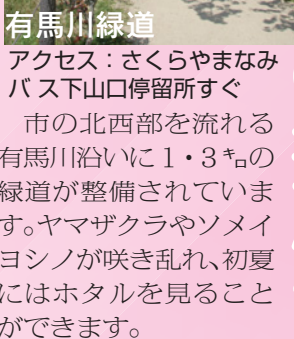 有馬川緑道
アクセス：さくらやまなみ
バス下山口停留所すぐ
　市の北西部を流れる
有馬川沿いに1・3㌔の
緑道が整備されていま
す。ヤマザクラやソメイ
ヨシノが咲き乱れ、初夏
にはホタルを見ること
ができます。